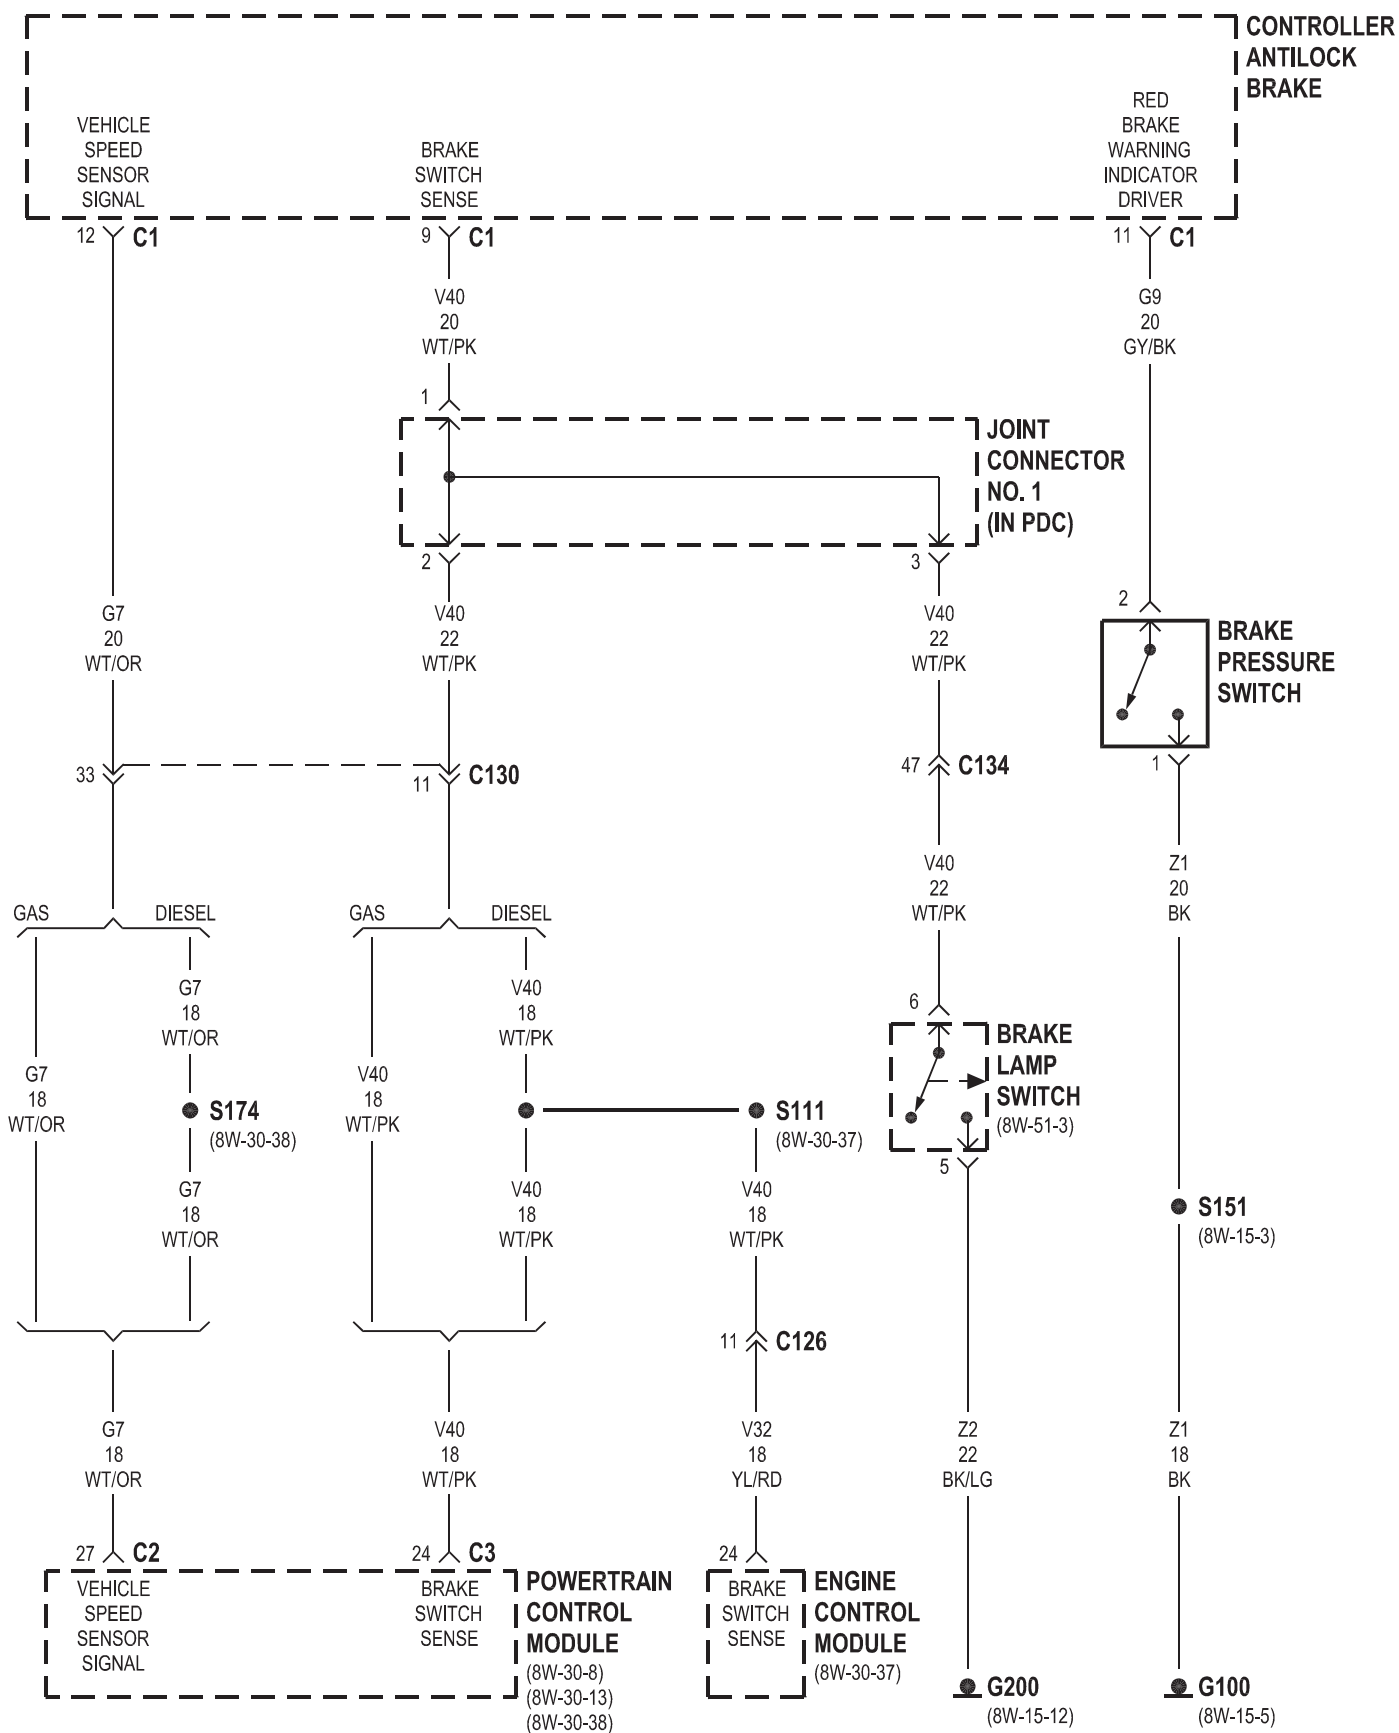 CONTROLLER
ANTILOCK
BRAKE
VEHICLE
SPEED
SENSOR
SIGNAL
BRAKE
SWITCH
SENSE
RED
BRAKE
WARNING
INDICATOR
DRIVER
12 C1
9 C1
11 C1
V40
20
WT/PK
G9
20
GY/BK
1
JOINT
CONNECTOR
NO. 1
(IN PDC)
2
3
G7
20
WT/OR
V40
22
WT/PK
V40
22
WT/PK
2
BRAKE
PRESSURE
SWITCH
1
33
11 C130
47 C134
V40
22
WT/PK
Z1
20
BK
GAS DIESEL
GAS DIESEL
G7
18
WT/OR
V40
18
WT/PK
G7
18
WT/OR
V40
18
WT/PK
S174
(8W-30-38)
S111
(8W-30-37)
6
BRAKE
LAMP
SWITCH
(8W-51-3)
5
G7
18
WT/OR
V40
18
WT/PK
V40
18
WT/PK
S151
(8W-15-3)
11 C126
G7
18
WT/OR
V40
18
WT/PK
V32
18
YL/RD
Z2
22
BK/LG
Z1
18
BK
27 C2
24 C3
24
VEHICLE
SPEED
SENSOR
SIGNAL
BRAKE
SWITCH
SENSE
POWERTRAIN
CONTROL
MODULE
(8W-30-8)
(8W-30-13)
(8W-30-38)
BRAKE
SWITCH
SENSE
ENGINE
CONTROL
MODULE
(8W-30-37)
G200
(8W-15-12)
G100
(8W-15-5)